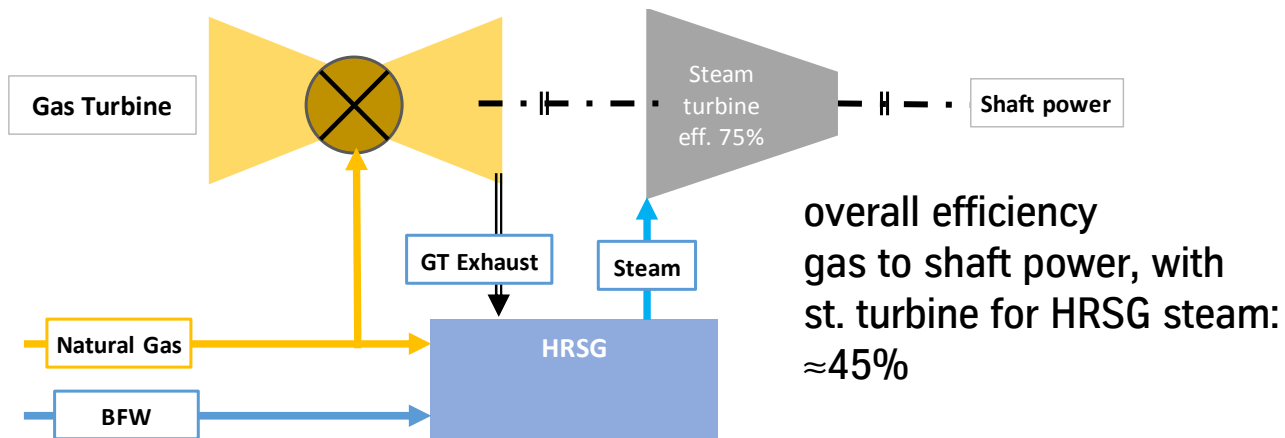 Gas Turbine
Steam
turbine
eff. 75%
Shaft power
GT Exhaust
Steam
overall efficiency
gas to shaft power, with
st. turbine for HRSG steam:
≈45%
Natural Gas
HRSG
BFW